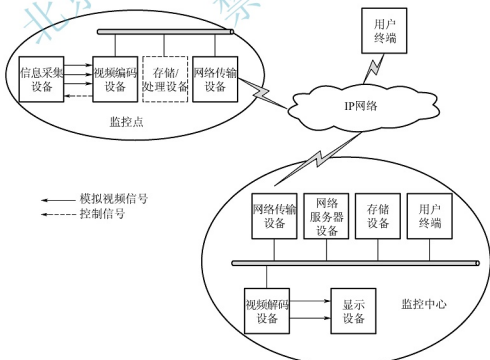 用户
终端
信息采集
设备
视频编码
设备
存储/
处理设备
网络传输
设备
监控点
IP网络
模拟视频信号
控制信号
网络传输
设备
网络
服务器
设备
存储
设备
用户
终端
视频解码
设备
显示
设备
监控中心